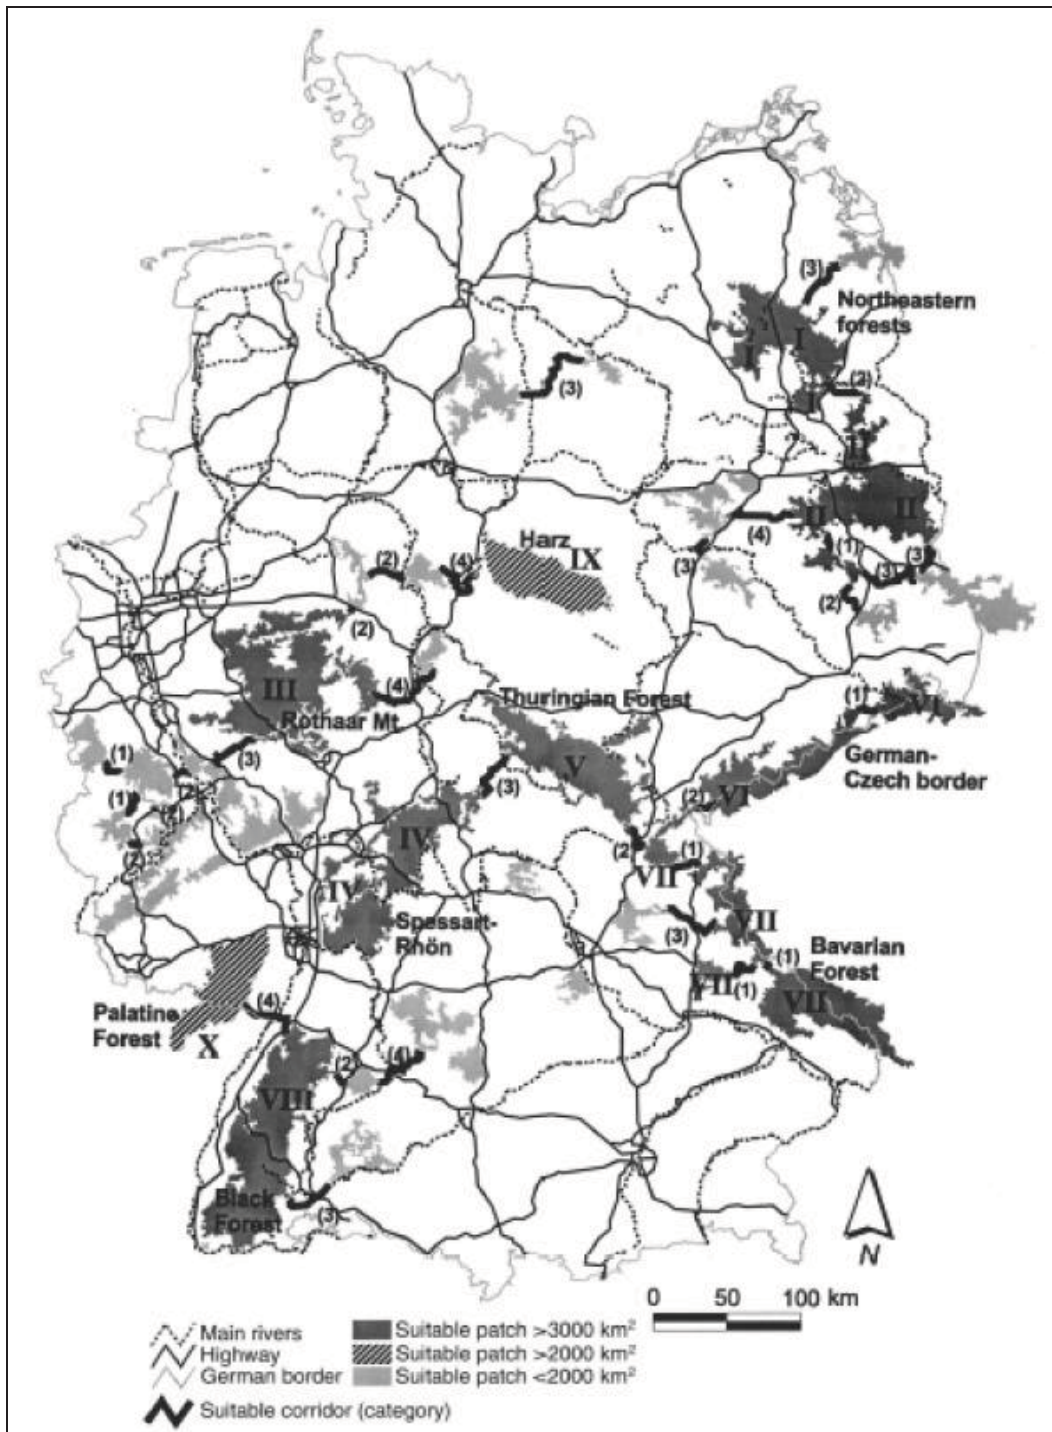 (3)
Northeastern
forests
I
I
(3)
(2)
I
II
Harz
IX
II
II
(4)
(1)
(3)
(2)
(4)
(3)
(3)
(2)
(2)
III
Rothaar Mt.
(4)
Thuringian Forest
(1)
VI
German-
Czech border
(1)
(3)
V
(3)
(2)
VI
(1)
(2)
(2)
(2)
IV
(2)
(1)
VII
IV
Spessart-
Rhön
(3)
VII
Bavarian
Forest
(1)
VII
(1)
VII
Palatine
Forest
X
(4)
(2)
(4)
VIII
Black
Forest
(3)
N
0 50 100 km
Main rivers
Highway
German border
Suitable corridor (category)
Suitable patch >3000 km²
Suitable patch >2000 km²
Suitable patch <2000 km²